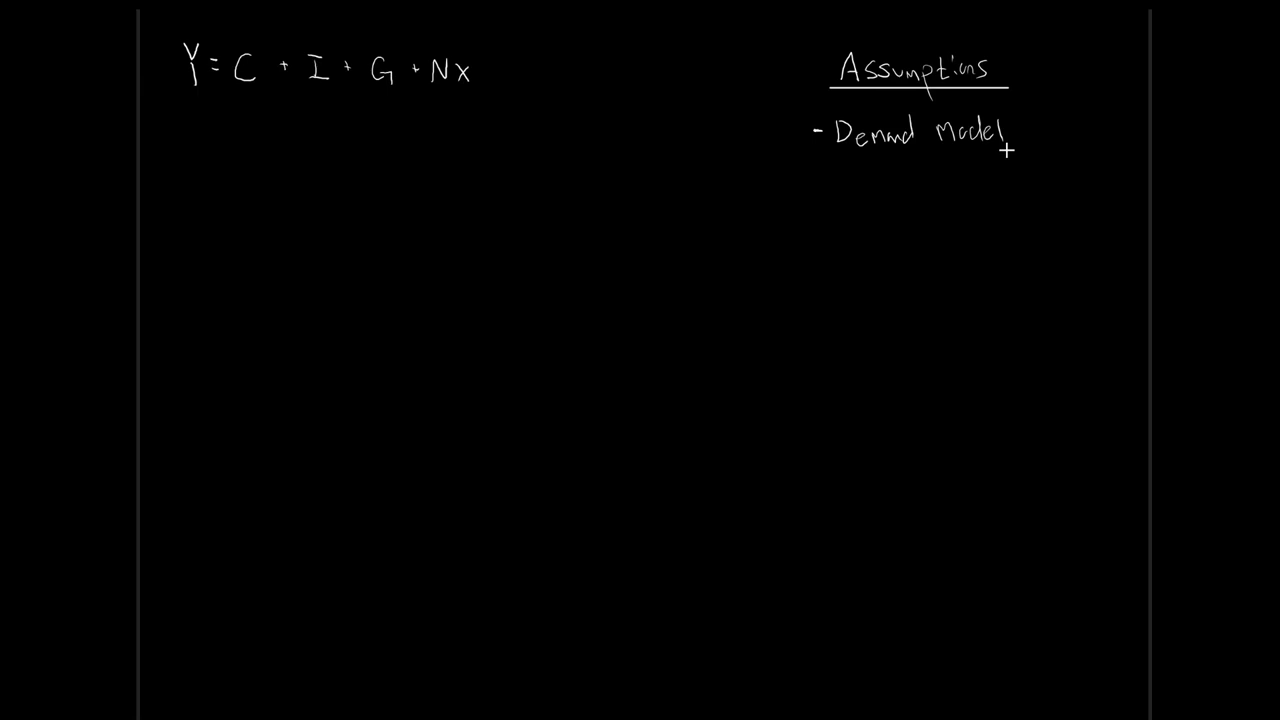 Y = C + I + G + Nx
Assumptions
- Demand Model